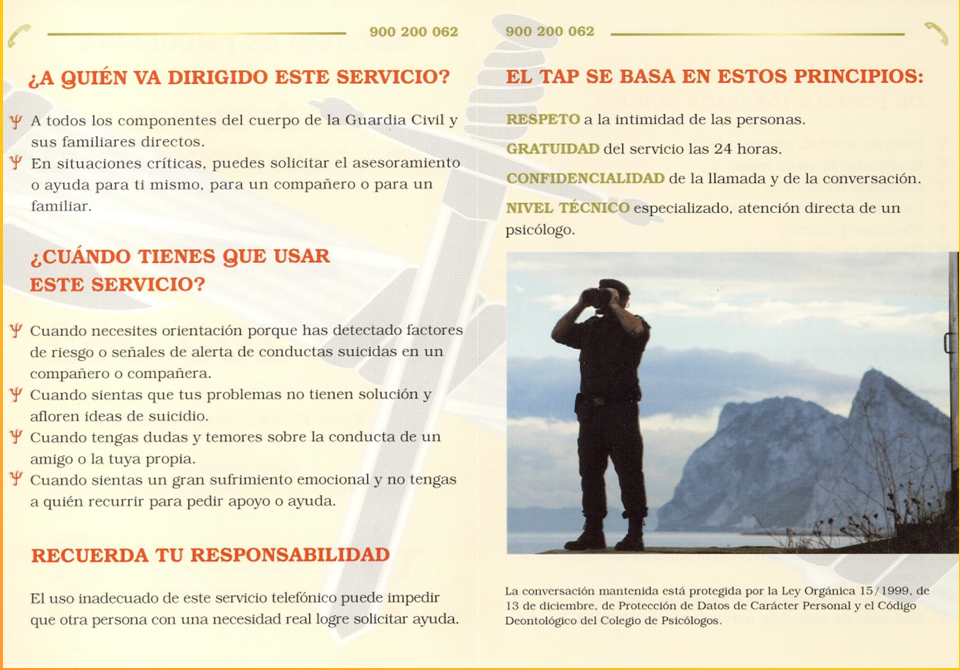 900 200 062
¿A QUIÉN VA DIRIGIDO ESTE SERVICIO?
A todos los componentes del cuerpo de la Guardia Civil y
sus familiares directos.
En situaciones críticas, puedes solicitar el asesoramiento
o ayuda para ti mismo, para un compañero o para un
familiar.
¿CUÁNDO TIENES QUE USAR
ESTE SERVICIO?
Cuando necesites orientación porque has detectado factores
de riesgo o señales de alerta de conductas suicidas en un
compañero o compañera.
Cuando sientas que tus problemas no tienen solución y
afloren ideas de suicidio.
Cuando tengas dudas y temores sobre la conducta de un
amigo o la tuya propia.
Cuando sientas un gran sufrimiento emocional y no tengas
a quién recurrir para pedir apoyo o ayuda.
RECUERDA TU RESPONSABILIDAD
El uso inadecuado de este servicio telefónico puede impedir
que otra persona con una necesidad real logre solicitar ayuda.
900 200 062
EL TAP SE BASA EN ESTOS PRINCIPIOS:
RESPETO a la intimidad de las personas.
GRATUIDAD del servicio las 24 horas.
CONFIDENCIALIDAD de la llamada y de la conversación.
NIVEL TÉCNICO especializado, atención directa de un
psicólogo.
La conversación mantenida está protegida por la Ley Orgánica 15/1999, de
13 de diciembre, de Protección de Datos de Carácter Personal y el Código
Deontológico del Colegio de Psicólogos.